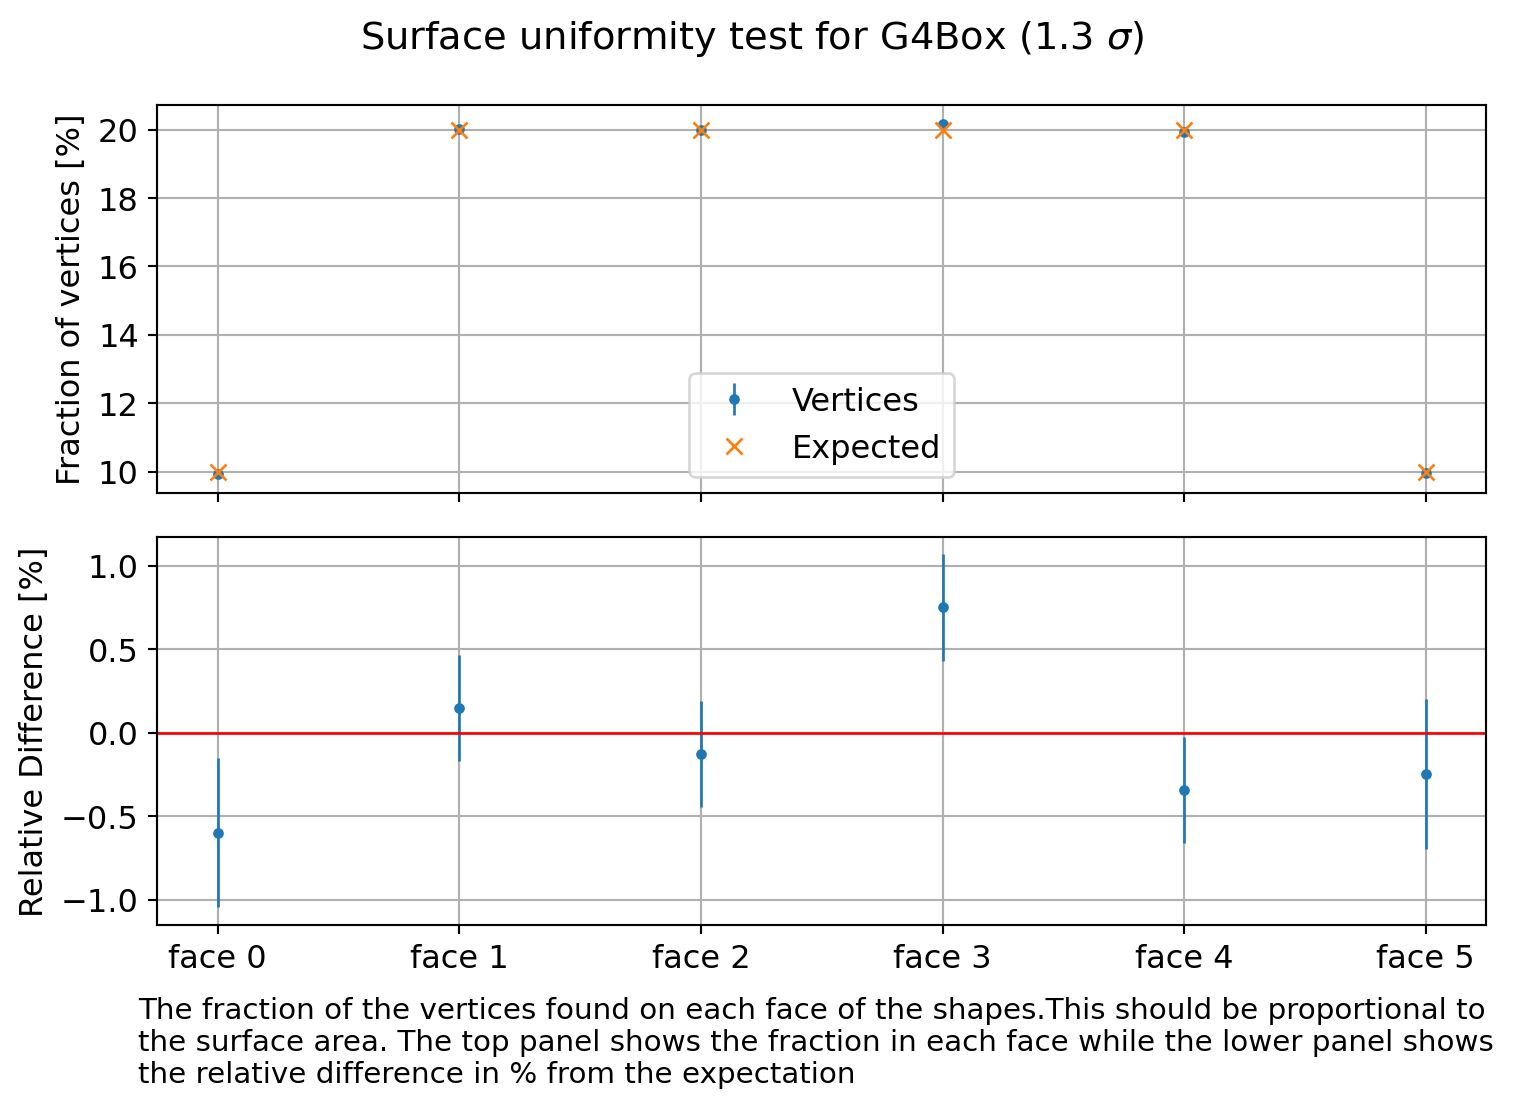 Surface uniformity test for G4Box (1.3 σ)
Fraction of vertices [%]
20
18
16
14
12
10
Vertices
Expected
Relative Difference [%]
1.0
0.5
0.0
−0.5
−1.0
face 0 face 1 face 2 face 3 face 4 face 5
The fraction of the vertices found on each face of the shapes.This should be proportional to
the surface area. The top panel shows the fraction in each face while the lower panel shows
the relative difference in % from the expectation